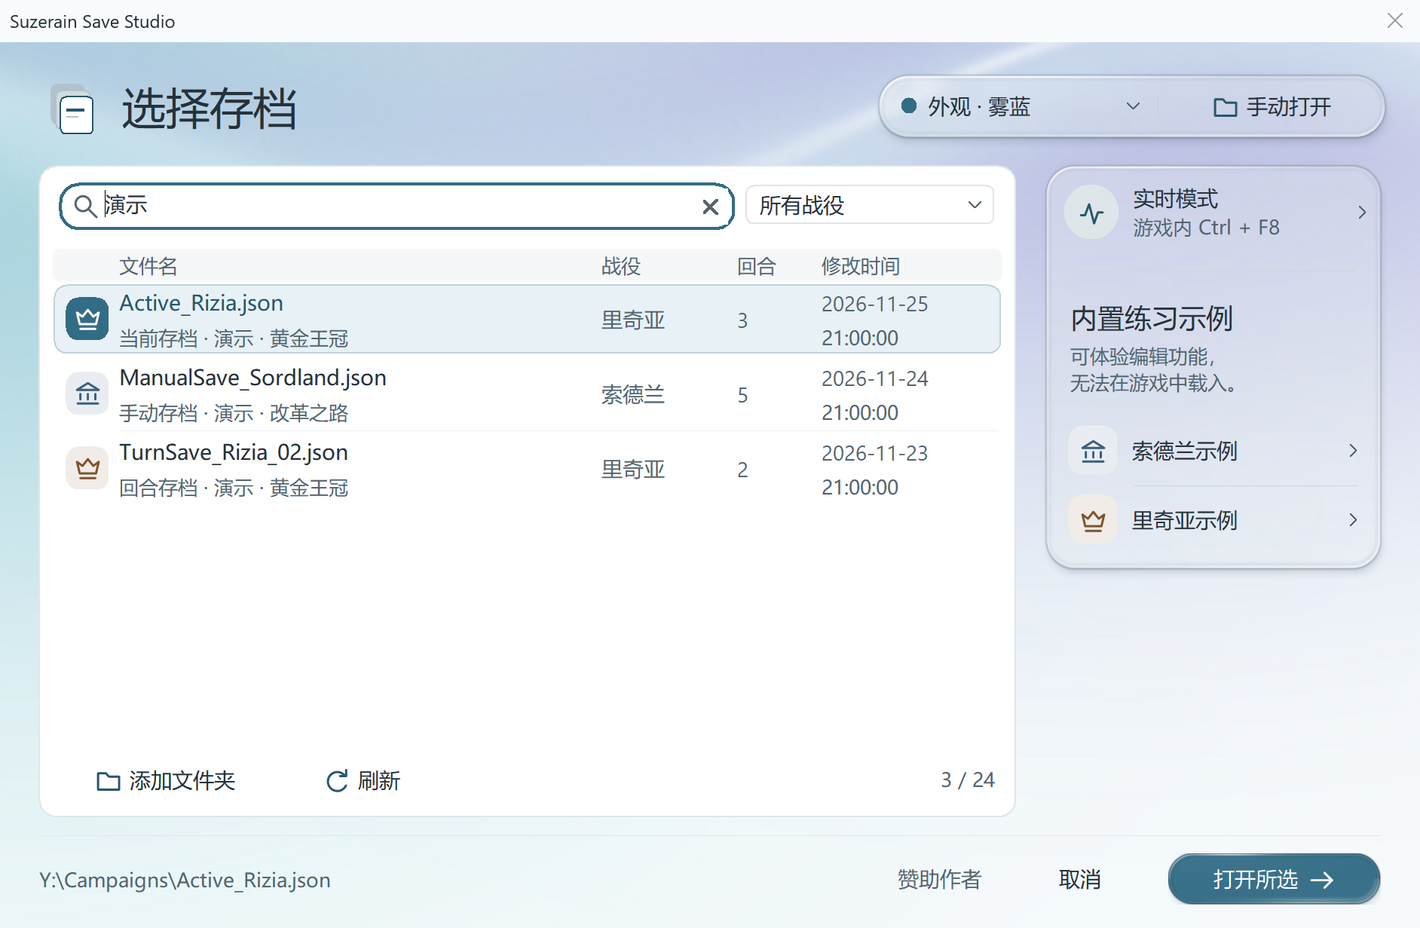 Suzerain Save Studio
选择存档
外观 · 雾蓝
手动打开
演示
所有战役
文件名
战役
回合
修改时间
Active_Rizia.json
当前存档 · 演示 · 黄金王冠
里奇亚
3
2026-11-25
21:00:00
ManualSave_Sordland.json
手动存档 · 演示 · 改革之路
索德兰
5
2026-11-24
21:00:00
TurnSave_Rizia_02.json
回合存档 · 演示 · 黄金王冠
里奇亚
2
2026-11-23
21:00:00
添加文件夹
刷新
3 / 24
实时模式
游戏内 Ctrl + F8
内置练习示例
可体验编辑功能，
无法在游戏中载入。
索德兰示例
里奇亚示例
Y:\Campaigns\Active_Rizia.json
赞助作者
取消
打开所选